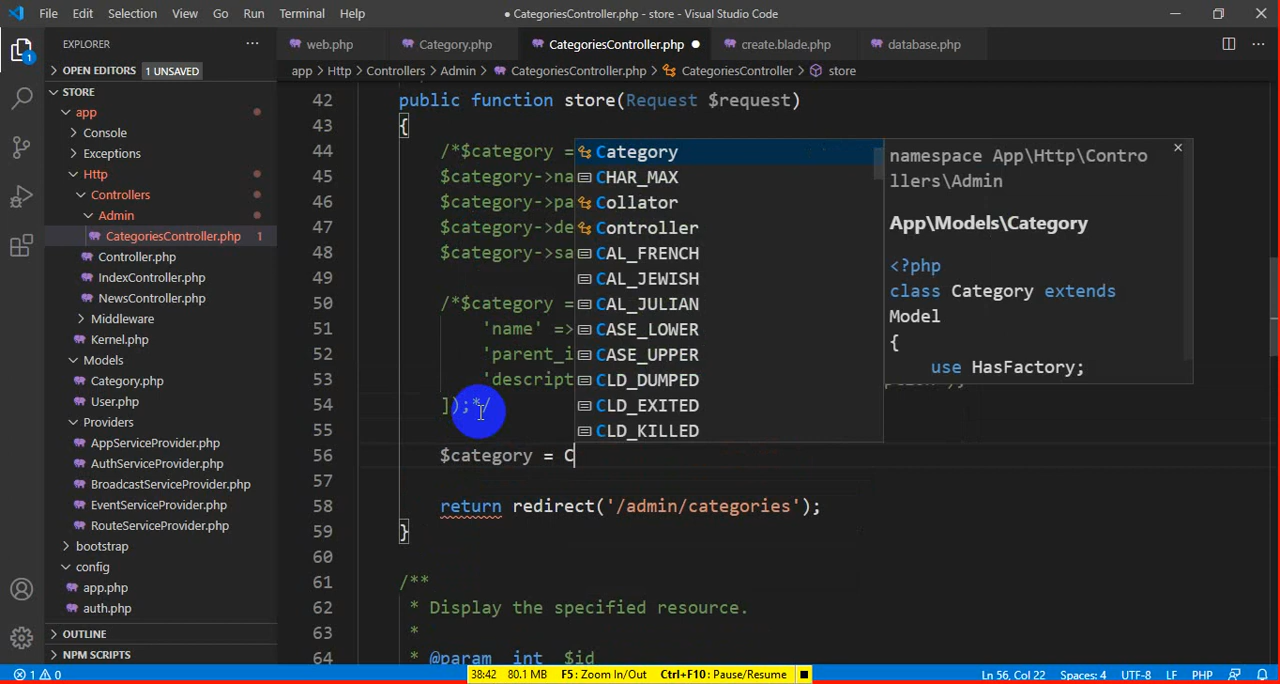 File Edit Selection View Go Run Terminal Help
● CategoriesController.php - store - Visual Studio Code
EXPLORER
OPEN EDITORS 1 UNSAVED
STORE
app
Console
Exceptions
Http
Controllers
Admin
CategoriesController.php 1
Controller.php
IndexController.php
NewsController.php
Middleware
Kernel.php
Models
Category.php
User.php
Providers
AppServiceProvider.php
AuthServiceProvider.php
BroadcastServiceProvider.php
EventServiceProvider.php
RouteServiceProvider.php
bootstrap
config
app.php
auth.php
OUTLINE
NPM SCRIPTS
web.php Category.php CategoriesController.php ● create.blade.php database.php
app > Http > Controllers > Admin > CategoriesController.php > CategoriesController > store
42 public function store(Request $request)
43 {
44 /*$category =
45 $category->na
46 $category->pa
47 $category->de
48 $category->sa
49
50 /*$category =
51 'name' =>
52 'parent_i
53 'descript
54 ]);*/
55
56 $category = C
57
58 return redirect('/admin/categories');
59 }
60
61 /**
62 * Display the specified resource.
63 *
64 * @param int $id
Category
CHAR_MAX
Collator
Controller
CAL_FRENCH
CAL_JEWISH
CAL_JULIAN
CASE_LOWER
CASE_UPPER
CLD_DUMPED
CLD_EXITED
CLD_KILLED
namespace App\Http\Contro
llers\Admin
App\Models\Category
<?php
class Category extends
Model
{
use HasFactory;
1 0
38:42 80.1 MB F5: Zoom In/Out Ctrl+F10: Pause/Resume
Ln 56, Col 22 Spaces: 4 UTF-8 LF PHP